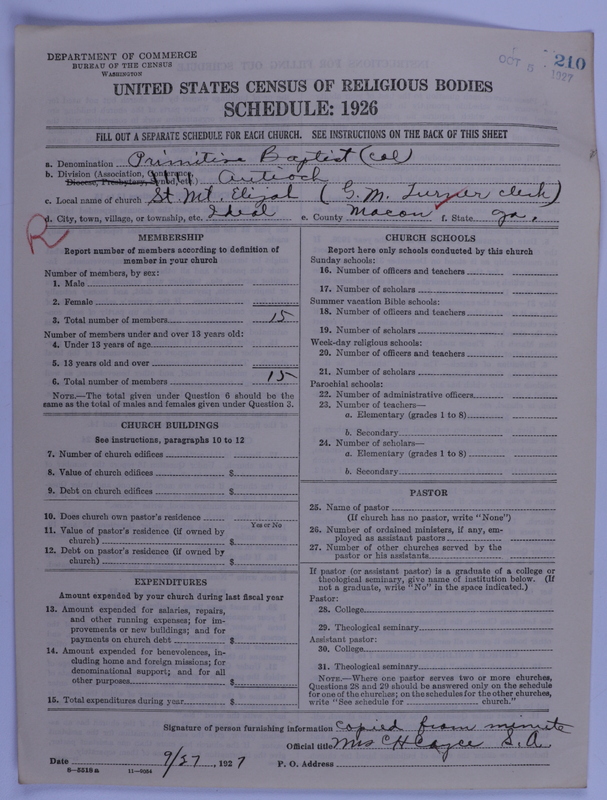 DEPARTMENT OF COMMERCE
BUREAU OF THE CENSUS
WASHINGTON
OCT 5 1927
210
UNITED STATES CENSUS OF RELIGIOUS BODIES
SCHEDULE: 1926
FILL OUT A SEPARATE SCHEDULE FOR EACH CHURCH. SEE INSTRUCTIONS ON THE BACK OF THIS SHEET
a. Denomination Primitive Baptist (Col)
b. Division (Association, Conference, Diocese, Presbytery, Synod, etc.) Antioch
c. Local name of church St. Mt. Elijah (G. M. Turner clerk)
d. City, town, village, or township, etc. Ideal e. County Macon f. State Ga.
R
MEMBERSHIP
Report number of members according to definition of
member in your church
Number of members, by sex:
1. Male
2. Female
3. Total number of members 15
Number of members under and over 13 years old:
4. Under 13 years of age
5. 13 years old and over
6. Total number of members 15
NOTE.—The total given under Question 6 should be the
same as the total of males and females given under Question 3.
CHURCH BUILDINGS
See instructions, paragraphs 10 to 12
7. Number of church edifices
8. Value of church edifices $
9. Debt on church edifices $
10. Does church own pastor's residence
Yes or No
11. Value of pastor's residence (if owned by
church) $
12. Debt on pastor's residence (if owned by
church) $
EXPENDITURES
Amount expended by your church during last fiscal year
13. Amount expended for salaries, repairs,
and other running expenses; for im-
provements or new buildings; and for
payments on church debt $
14. Amount expended for benevolences, in-
cluding home and foreign missions; for
denominational support; and for all
other purposes $
15. Total expenditures during year $
CHURCH SCHOOLS
Report here only schools conducted by this church
Sunday schools:
16. Number of officers and teachers
17. Number of scholars
Summer vacation Bible schools:
18. Number of officers and teachers
19. Number of scholars
Week-day religious schools:
20. Number of officers and teachers
21. Number of scholars
Parochial schools:
22. Number of administrative officers
23. Number of teachers—
a. Elementary (grades 1 to 8)
b. Secondary
24. Number of scholars—
a. Elementary (grades 1 to 8)
b. Secondary
PASTOR
25. Name of pastor
(If church has no pastor, write "None")
26. Number of ordained ministers, if any, em-
ployed as assistant pastors
27. Number of other churches served by the
pastor or his assistants
If pastor (or assistant pastor) is a graduate of a college or
theological seminary, give name of institution below. (If
not a graduate, write "No" in the space indicated.)
Pastor:
28. College
29. Theological seminary
Assistant pastor:
30. College
31. Theological seminary
NOTE.—Where one pastor serves two or more churches,
Questions 28 and 29 should be answered only on the schedule
for one of the churches; on the schedules for the other churches,
write "See schedule for church."
Signature of person furnishing information copied from minute
Official title Mrs C H Cayce S. A.
Date 9/27, 1927 P. O. Address
8—5518a 11—9054